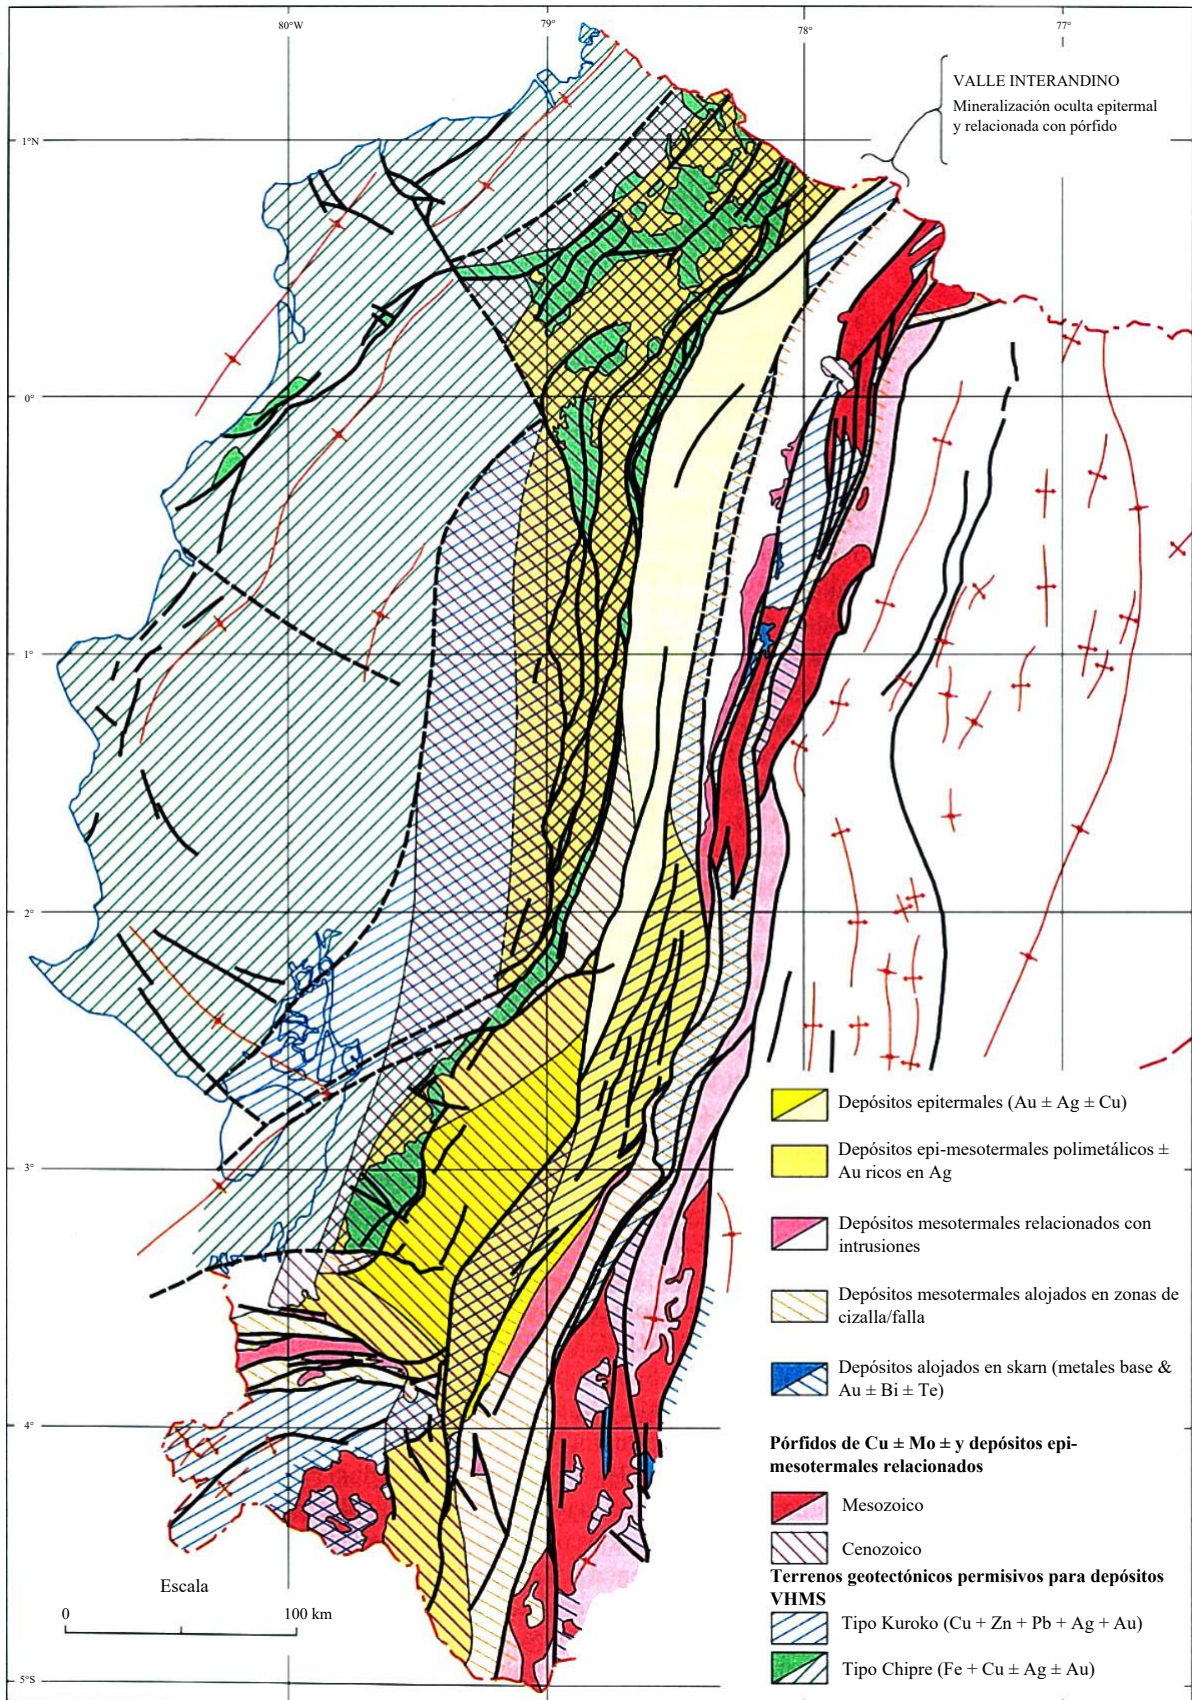 80°W
79°
78°
77°
VALLE INTERANDINO
Mineralización oculta epitermal
y relacionada con pórfido
1°N
0°
1°
2°
3°
4°
5°S
Depósitos epitermales (Au ± Ag ± Cu)
Depósitos epi-mesotermales polimetálicos ±
Au ricos en Ag
Depósitos mesotermales relacionados con
intrusiones
Depósitos mesotermales alojados en zonas de
cizalla/falla
Depósitos alojados en skarn (metales base &
Au ± Bi ± Te)
Pórfidos de Cu ± Mo ± y depósitos epi-
mesotermales relacionados
Mesozoico
Cenozoico
Terrenos geotectónicos permisivos para depósitos
VHMS
Tipo Kuroko (Cu + Zn + Pb + Ag + Au)
Tipo Chipre (Fe + Cu ± Ag ± Au)
Escala
0
100 km